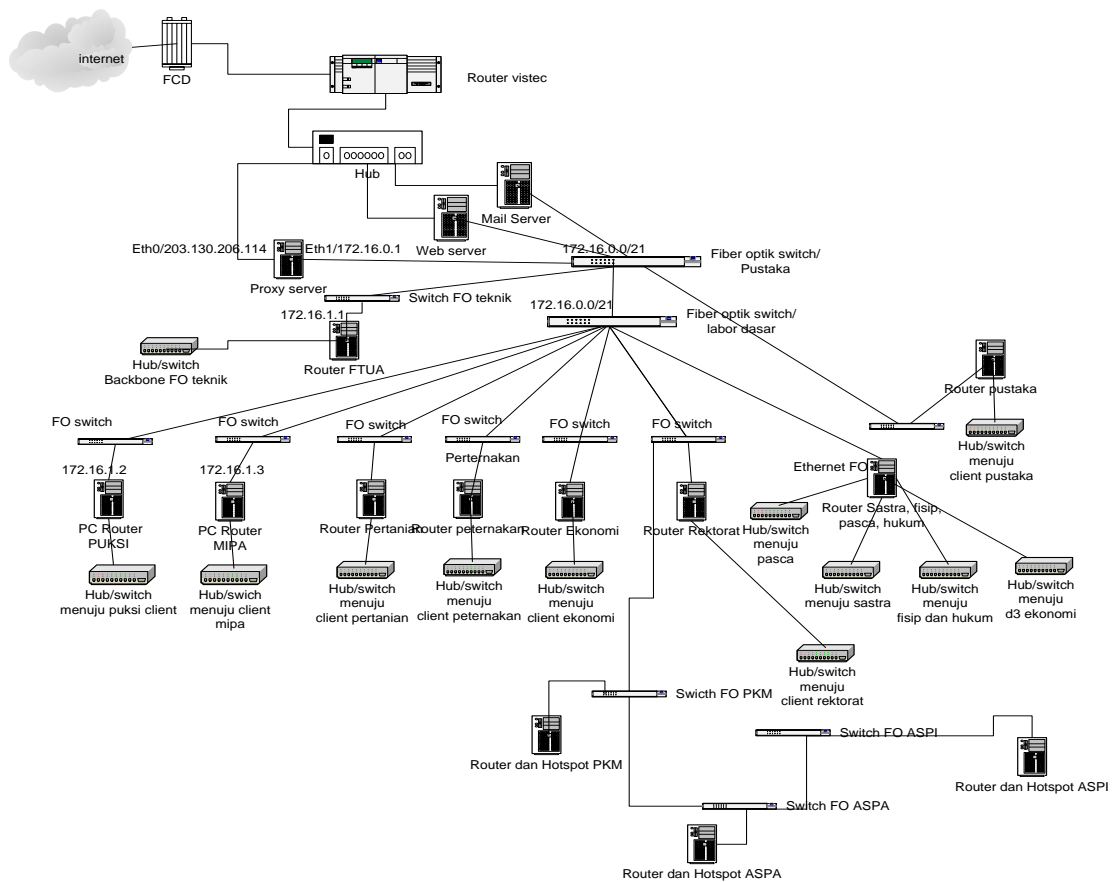 internet
FCD
Router vistec
Hub
Mail Server
Web server
Eth0/203.130.206.114
Eth1/172.16.0.1
172.16.0.0/21
Fiber optik switch/
Pustaka
Proxy server
Switch FO teknik
172.16.0.0/21
172.16.1.1
Fiber optik switch/
labor dasar
Hub/switch
Backbone FO teknik
Router FTUA
Router pustaka
FO switch
FO switch
FO switch
FO switch
FO switch
FO switch
Hub/switch
menuju
client pustaka
Perternakan
172.16.1.2
172.16.1.3
Ethernet FO
PC Router
PUKSI
PC Router
MIPA
Router Pertanian
Router peternakan
Router Ekonomi
Router Rektorat
Hub/switch
menuju
pasca
Router Sastra, fisip,
pasca, hukum
Hub/switch
menuju puksi client
Hub/swich
menuju client
mipa
Hub/switch
menuju
client pertanian
Hub/switch
menuju
client peternakan
Hub/switch
menuju
client ekonomi
Hub/switch
menuju sastra
Hub/switch
menuju
fisip dan hukum
Hub/switch
menuju
d3 ekonomi
Hub/switch
menuju
client rektorat
Swicth FO PKM
Router dan Hotspot PKM
Switch FO ASPI
Router dan Hotspot ASPI
Switch FO ASPA
Router dan Hotspot ASPA